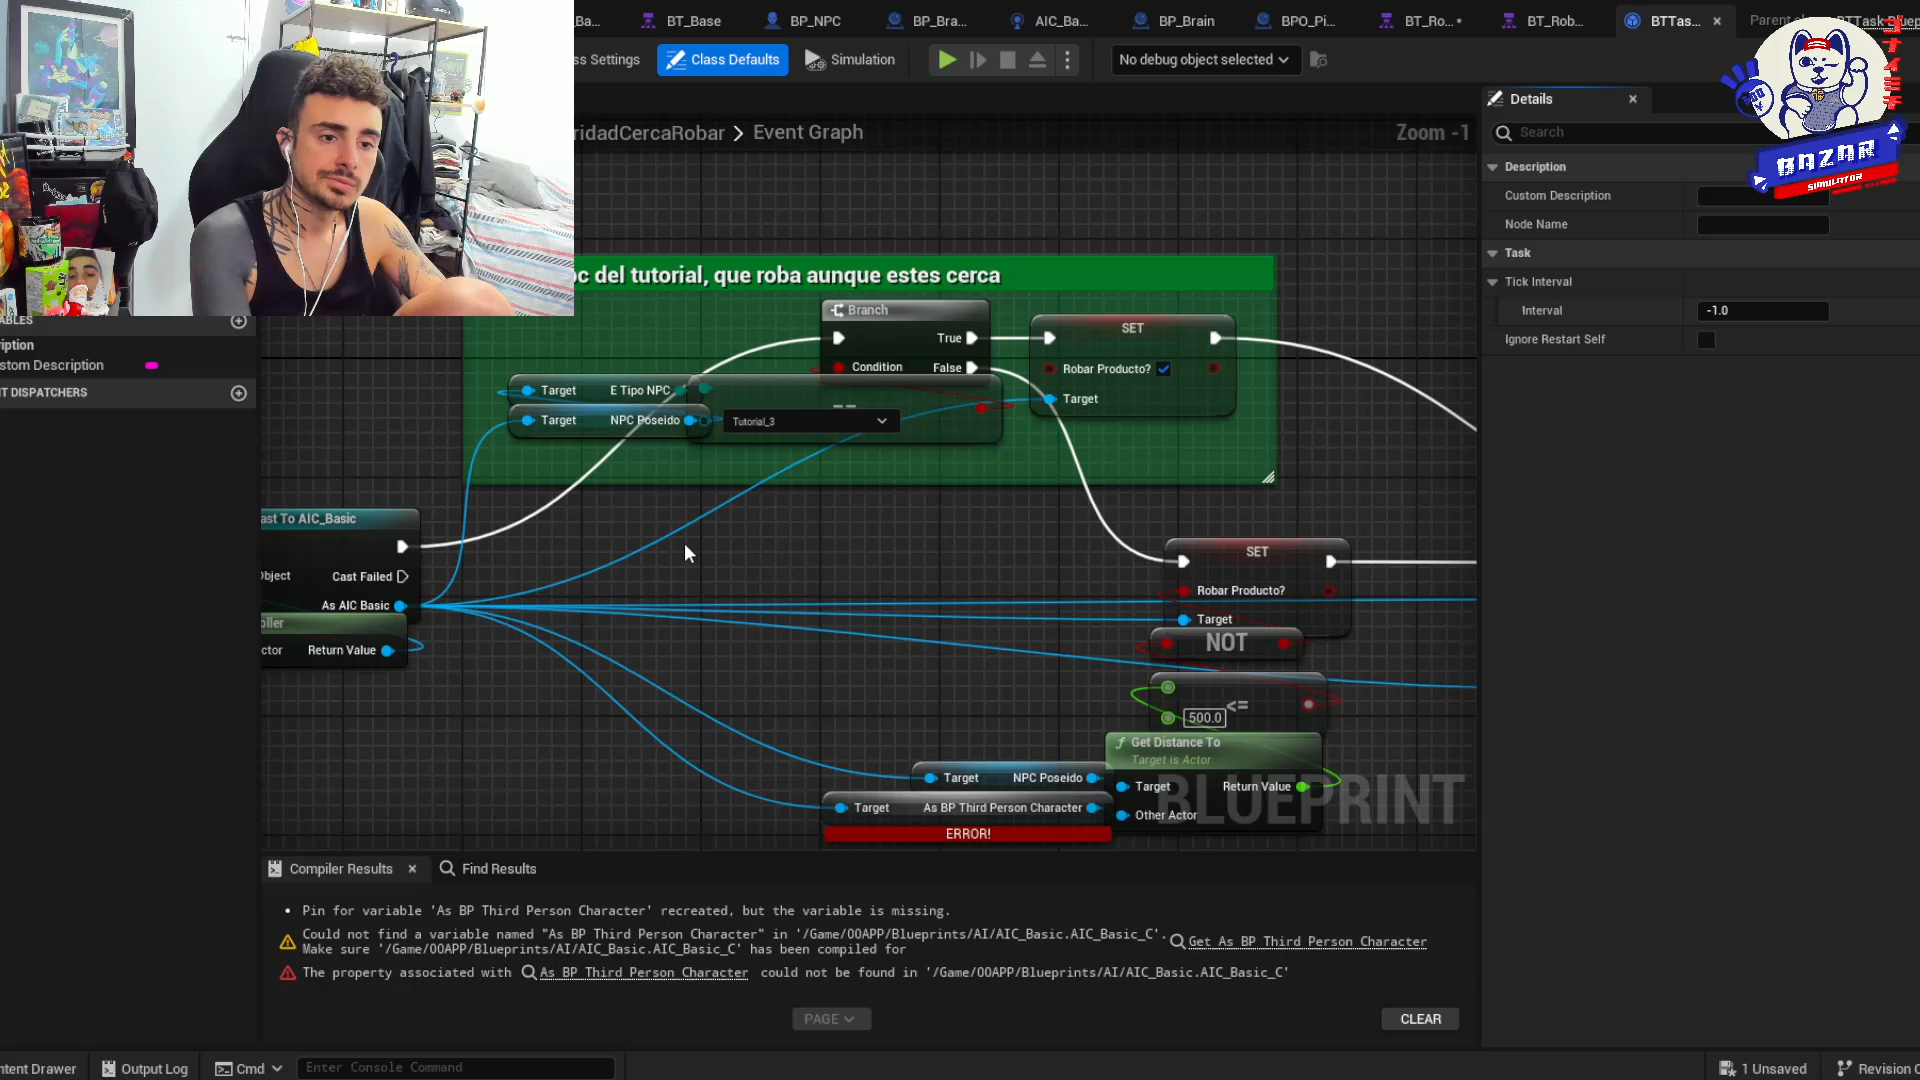 Ba...
BT_Base
BP_NPC
BP_Bra...
AIC_Ba...
BP_Brain
BPO_Pi...
BT_Ro... •
BT_Rob...
BTTas...
ss Settings
Class Defaults
Simulation
No debug object selected
ridadCercaRobar > Event Graph
Zoom -1
Details
Search
Description
Custom Description
Node Name
Task
Tick Interval
Interval
-1.0
Ignore Restart Self
BAZAR
SIMULATOR
pc del tutorial, que roba aunque estes cerca
Branch
True
Condition
False
SET
Robar Producto?
Target
Target
E Tipo NPC
Target
NPC Poseido
==
Tutorial_3
ABLES
iption
stom Description
T DISPATCHERS
ast To AIC_Basic
Object
Cast Failed
As AIC Basic
oller
ctor
Return Value
SET
Robar Producto?
Target
NOT
<=
500.0
Get Distance To
Target is Actor
Target
Return Value
Other Actor
Target
NPC Poseido
Target
As BP Third Person Character
ERROR!
BLUEPRINT
Compiler Results
Find Results
• Pin for variable 'As BP Third Person Character' recreated, but the variable is missing.
Could not find a variable named "As BP Third Person Character" in '/Game/00APP/Blueprints/AI/AIC_Basic.AIC_Basic_C'.
Make sure '/Game/00APP/Blueprints/AI/AIC_Basic.AIC_Basic_C' has been compiled for
Get As BP Third Person Character
The property associated with As BP Third Person Character could not be found in '/Game/00APP/Blueprints/AI/AIC_Basic.AIC_Basic_C'
PAGE
CLEAR
ntent Drawer
Output Log
Cmd
Enter Console Command
1 Unsaved
Revision C